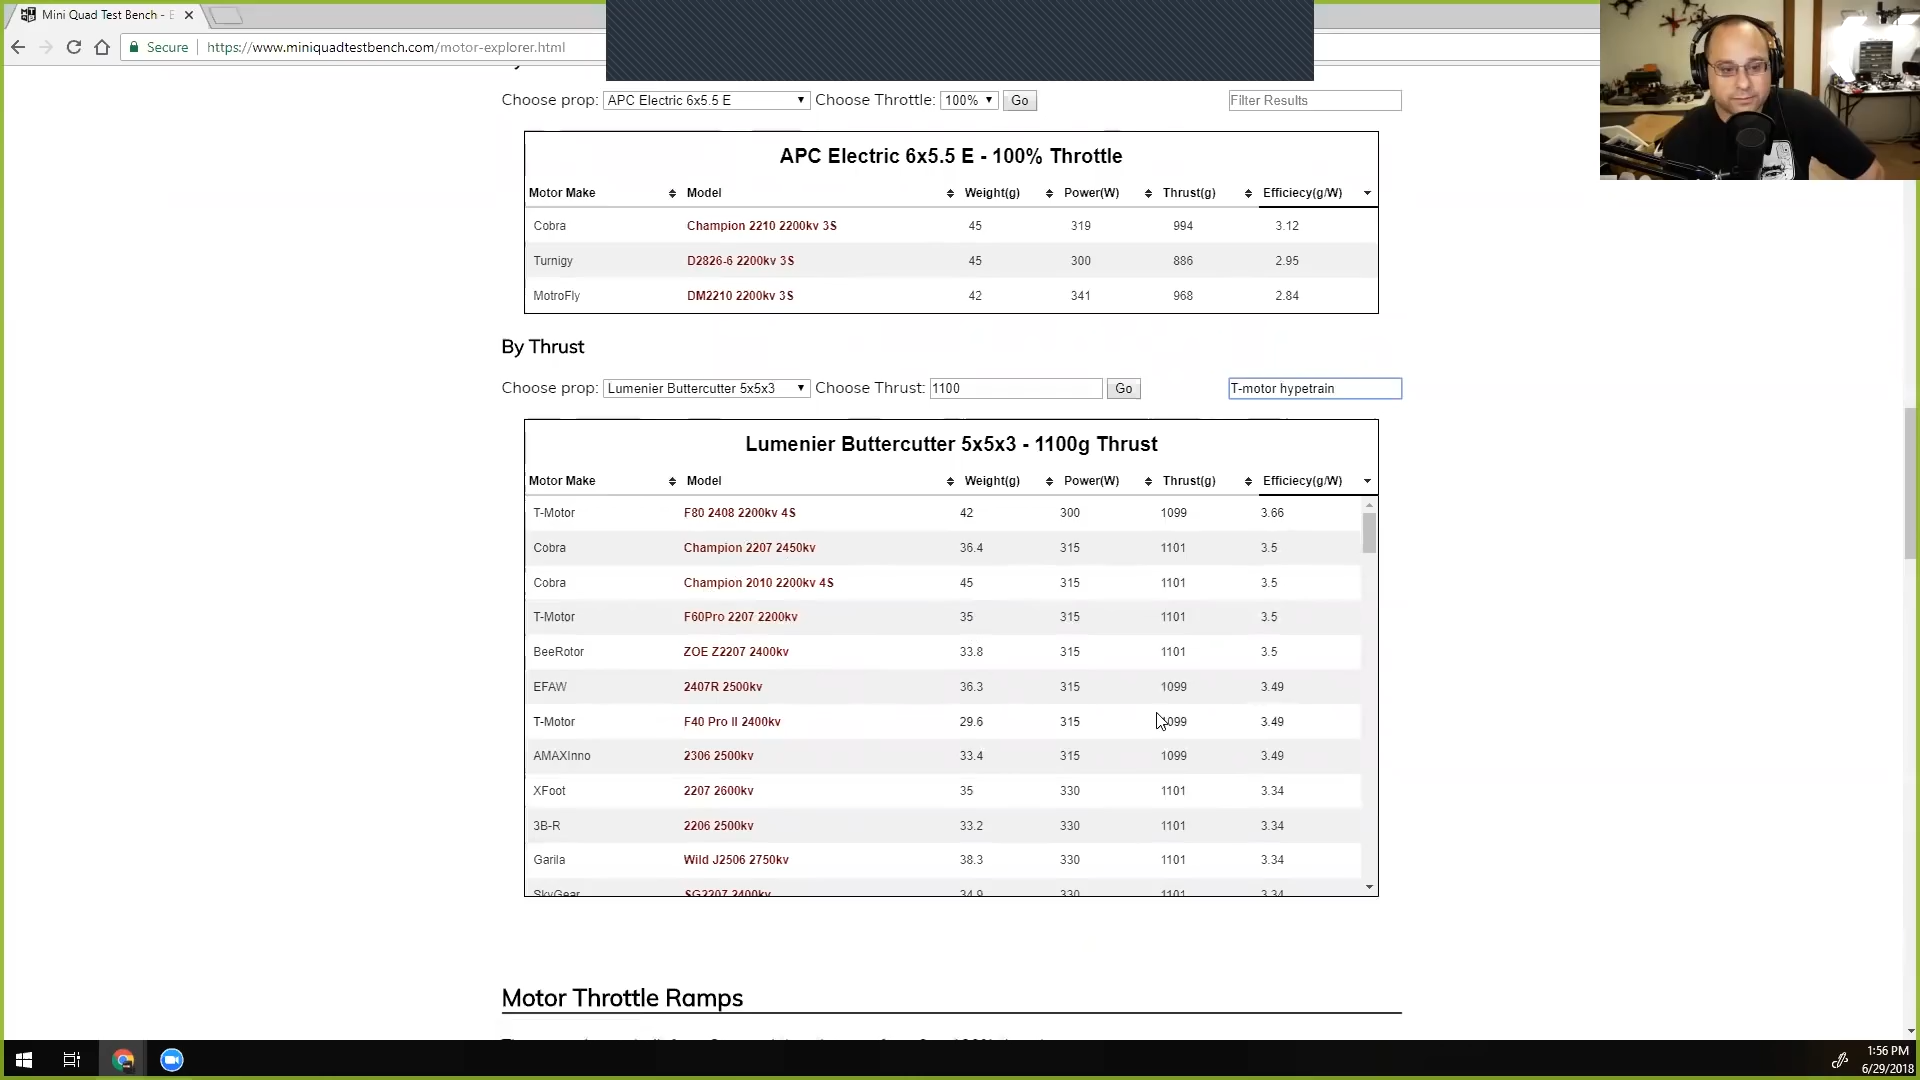 Mini Quad Test Bench - E
Secure https://www.miniquadtestbench.com/motor-explorer.html
Choose prop: APC Electric 6x5.5 E Choose Throttle: 100% Go Filter Results
APC Electric 6x5.5 E - 100% Throttle
Motor Make Model Weight(g) Power(W) Thrust(g) Efficiecy(g/W)
Cobra Champion 2210 2200kv 3S 45 319 994 3.12
Turnigy D2826-6 2200kv 3S 45 300 886 2.95
MotroFly DM2210 2200kv 3S 42 341 968 2.84
By Thrust
Choose prop: Lumenier Buttercutter 5x5x3 Choose Thrust: 1100 Go T-motor hypetrain
Lumenier Buttercutter 5x5x3 - 1100g Thrust
Motor Make Model Weight(g) Power(W) Thrust(g) Efficiecy(g/W)
T-Motor F80 2408 2200kv 4S 42 300 1099 3.66
Cobra Champion 2207 2450kv 36.4 315 1101 3.5
Cobra Champion 2010 2200kv 4S 45 315 1101 3.5
T-Motor F60Pro 2207 2200kv 35 315 1101 3.5
BeeRotor ZOE Z2207 2400kv 33.8 315 1101 3.5
EFAW 2407R 2500kv 36.3 315 1099 3.49
T-Motor F40 Pro II 2400kv 29.6 315 1099 3.49
AMAXInno 2306 2500kv 33.4 315 1099 3.49
XFoot 2207 2600kv 35 330 1101 3.34
3B-R 2206 2500kv 33.2 330 1101 3.34
Garila Wild J2506 2750kv 38.3 330 1101 3.34
SkyGear SG2207 2400kv 34.9 330 1101 3.34
Motor Throttle Ramps
1:56 PM
6/29/2018